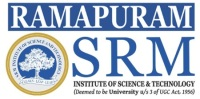 RAMAPURAM
SRM
INSTITUTE OF SCIENCE & TECHNOLOGY
(Deemed to be University u/s 3 of UGC Act, 1956)